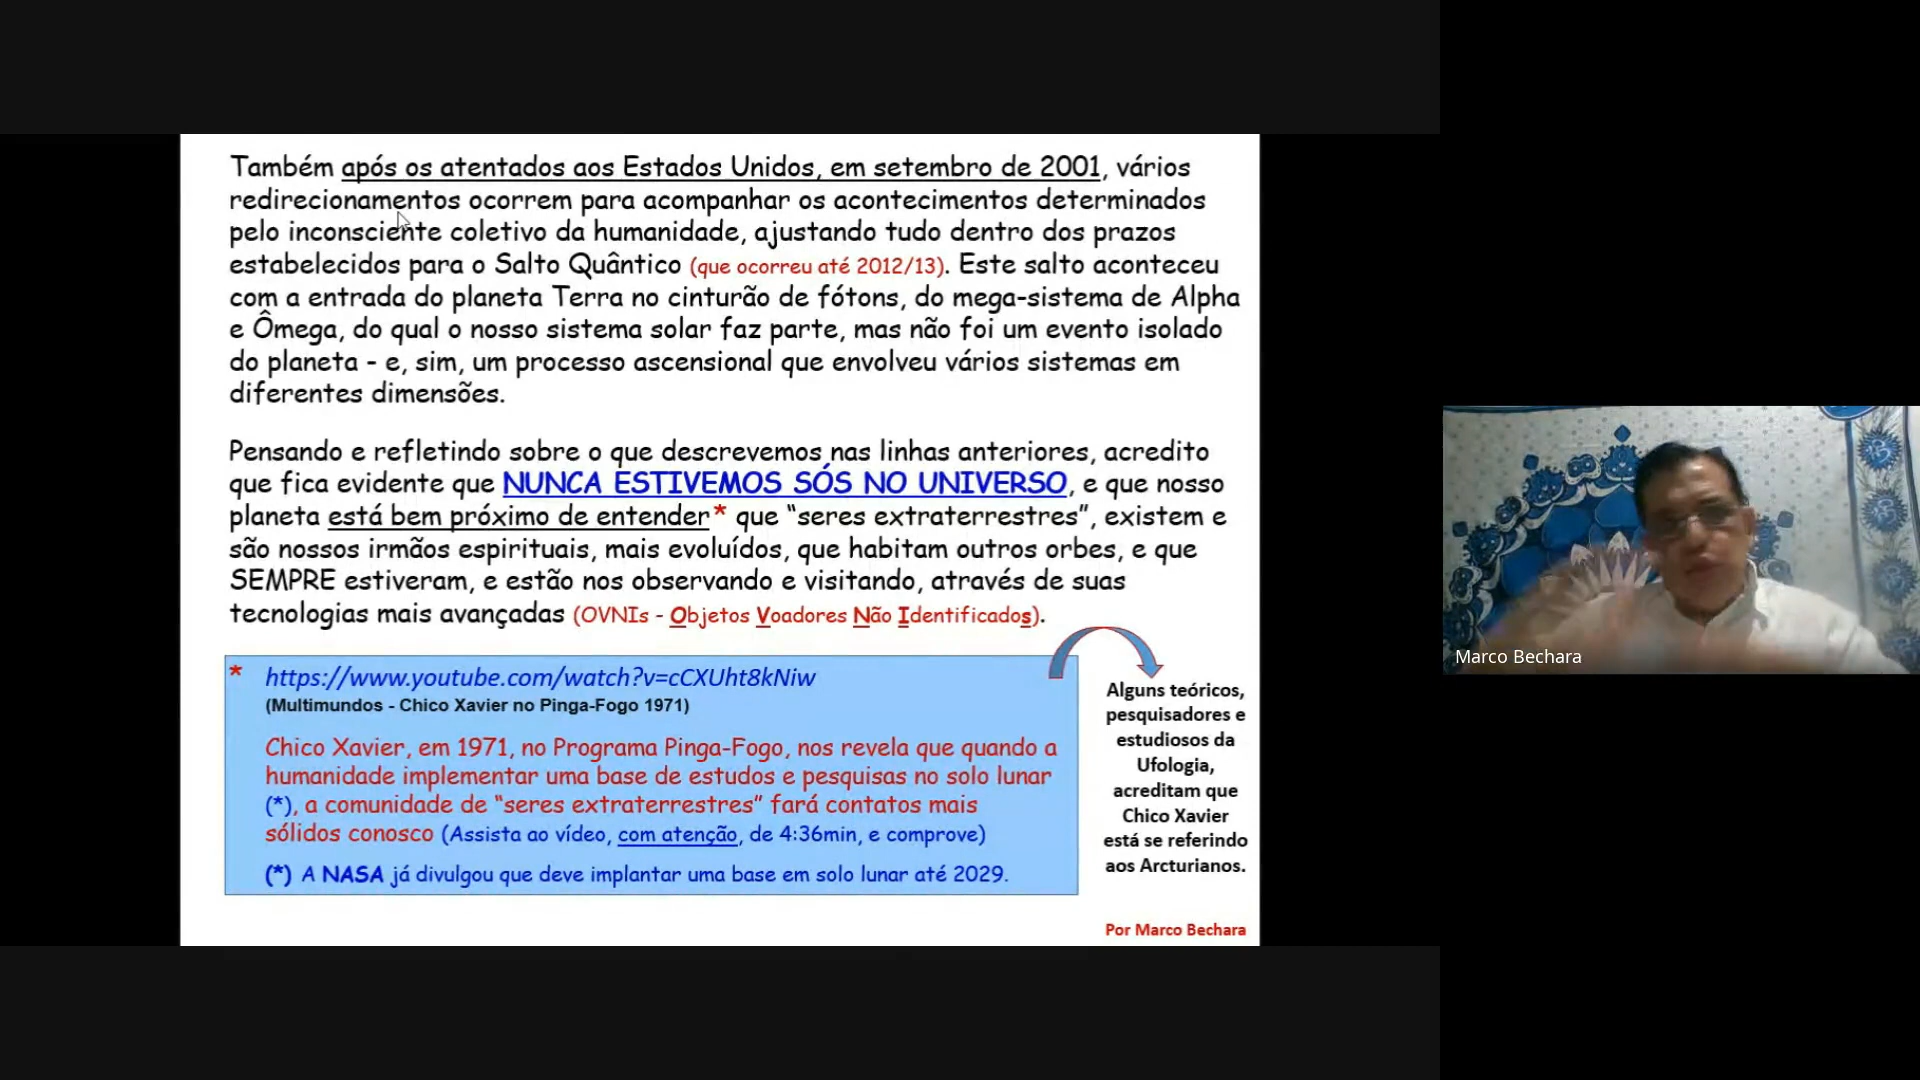 Também após os atentados aos Estados Unidos, em setembro de 2001, vários
redirecionamentos ocorrem para acompanhar os acontecimentos determinados
pelo inconsciente coletivo da humanidade, ajustando tudo dentro dos prazos
estabelecidos para o Salto Quântico (que ocorreu até 2012/13). Este salto aconteceu
com a entrada do planeta Terra no cinturão de fótons, do mega-sistema de Alpha
e Ômega, do qual o nosso sistema solar faz parte, mas não foi um evento isolado
do planeta - e, sim, um processo ascensional que envolveu vários sistemas em
diferentes dimensões.
Pensando e refletindo sobre o que descrevemos nas linhas anteriores, acredito
que fica evidente que NUNCA ESTIVEMOS SÓS NO UNIVERSO, e que nosso
planeta está bem próximo de entender* que “seres extraterrestres”, existem e
são nossos irmãos espirituais, mais evoluídos, que habitam outros orbes, e que
SEMPRE estiveram, e estão nos observando e visitando, através de suas
tecnologias mais avançadas (OVNIs - Objetos Voadores Não Identificados).
* https://www.youtube.com/watch?v=cCXUht8kNiw
(Multimundos - Chico Xavier no Pinga-Fogo 1971)
Chico Xavier, em 1971, no Programa Pinga-Fogo, nos revela que quando a
humanidade implementar uma base de estudos e pesquisas no solo lunar
(*), a comunidade de “seres extraterrestres” fará contatos mais
sólidos conosco (Assista ao vídeo, com atenção, de 4:36min, e comprove)
(*) A NASA já divulgou que deve implantar uma base em solo lunar até 2029.
Alguns teóricos,
pesquisadores e
estudiosos da
Ufologia,
acreditam que
Chico Xavier
está se referindo
aos Arcturianos.
Por Marco Bechara
Marco Bechara